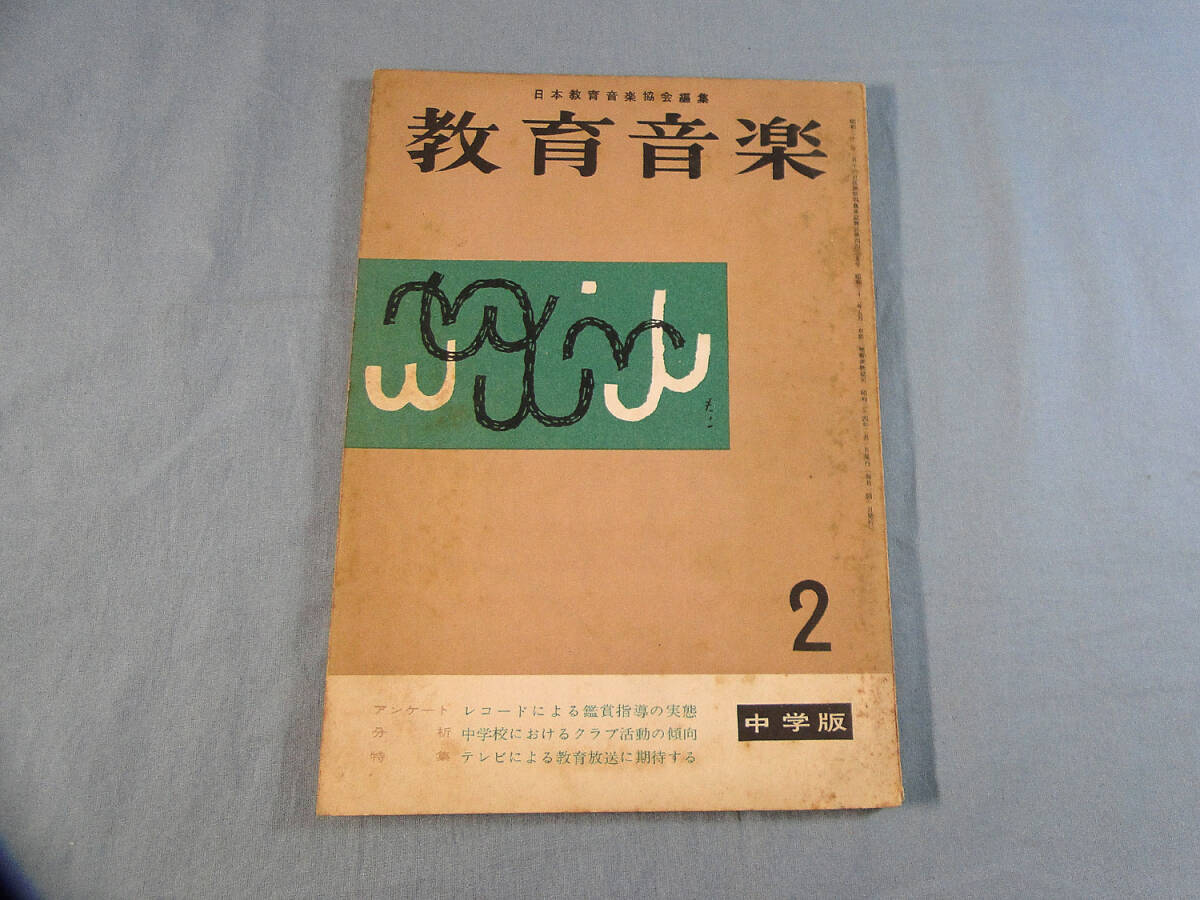 日本教育音楽協会編集
教育音楽
2
アンケート レコードによる鑑賞指導の実態
分析 中学校におけるクラブ活動の傾向
特集 テレビによる教育放送に期待する
中学版